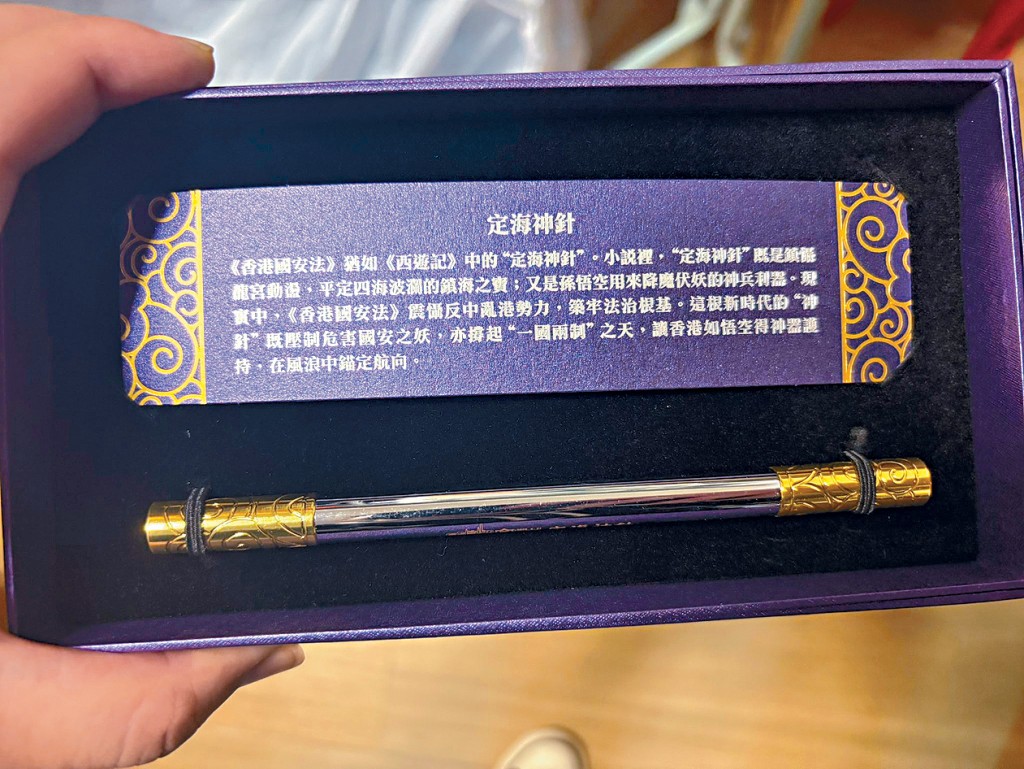 定海神針
《香港國安法》猶如《西遊記》中的“定海神針”。小説裡，“定海神針”既是鎮懾
龍宮動盪，平定四海波瀾的鎮海之寶；又是孫悟空用來降魔伏妖的神兵利器。現
實中，《香港國安法》震懾反中亂港勢力，築牢法治根基。這根新時代的“神
針”既壓制危害國安之妖，亦撐起“一國兩制”之天，讓香港如悟空得神器護
持，在風浪中錨定航向。